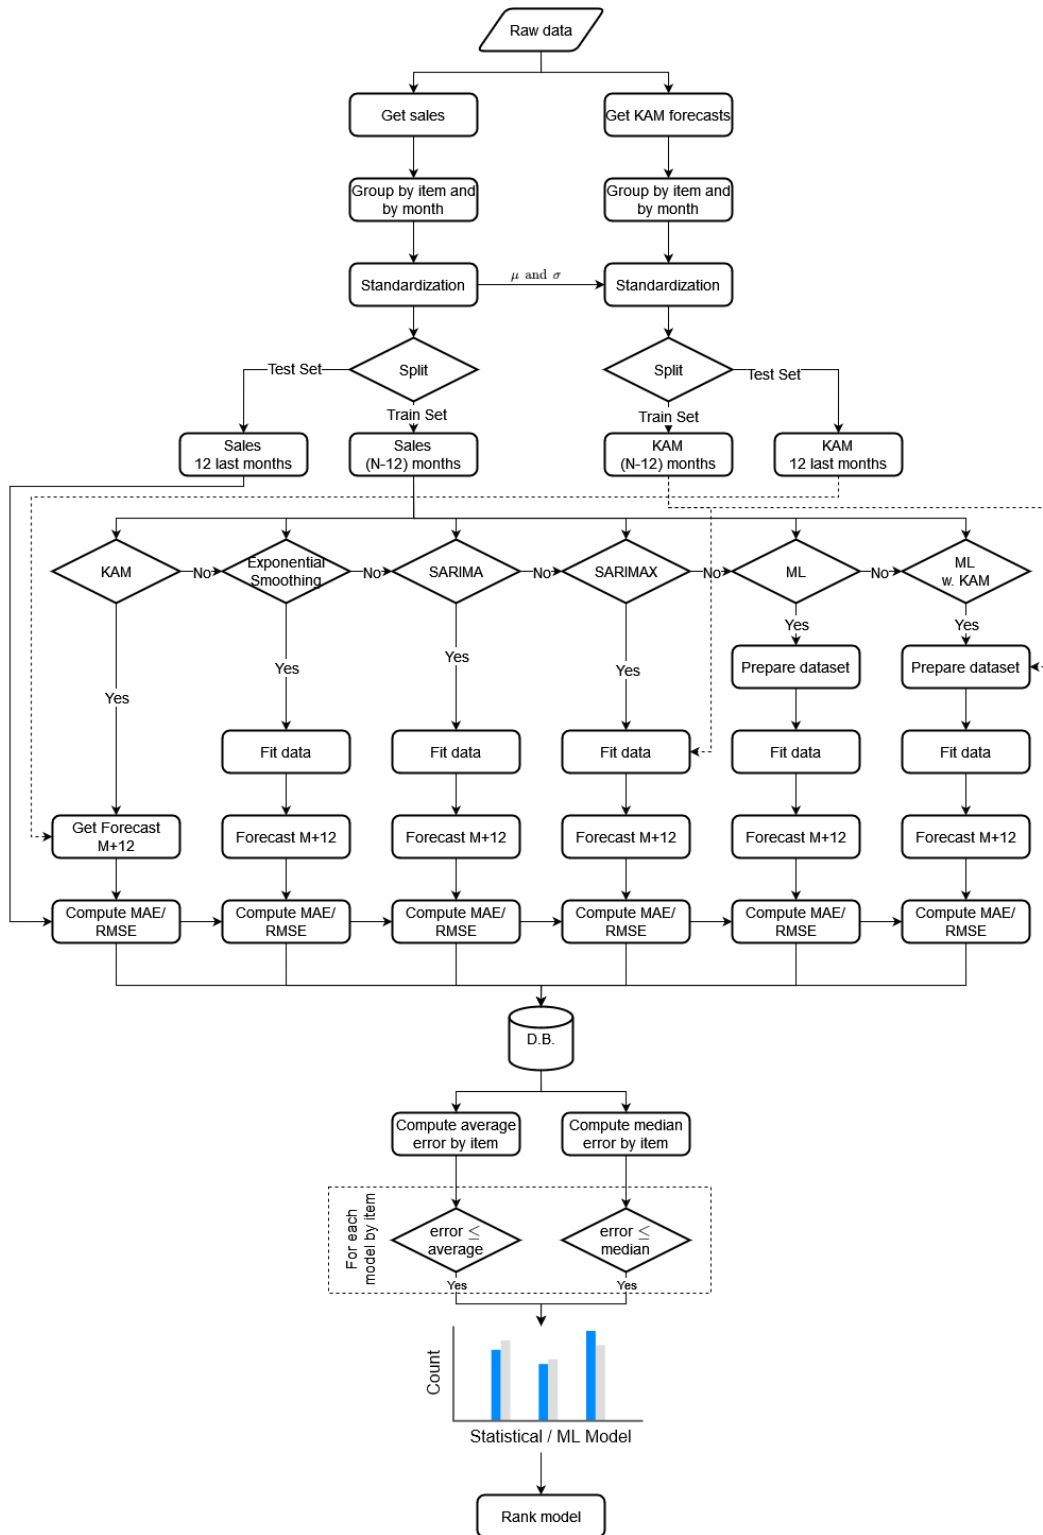 Raw data
Get sales
Get KAM forecasts
Group by item and
by month
Group by item and
by month
Standardization
μ and σ
Standardization
Split
Test Set
Train Set
Split
Test Set
Train Set
Sales
12 last months
Sales
(N-12) months
KAM
(N-12) months
KAM
12 last months
KAM
No
Exponential
Smoothing
No
SARIMA
No
SARIMAX
No
ML
No
ML
w. KAM
Yes
Yes
Yes
Yes
Yes
Yes
Prepare dataset
Prepare dataset
Fit data
Fit data
Fit data
Fit data
Fit data
Get Forecast
M+12
Forecast M+12
Forecast M+12
Forecast M+12
Forecast M+12
Forecast M+12
Compute MAE/
RMSE
Compute MAE/
RMSE
Compute MAE/
RMSE
Compute MAE/
RMSE
Compute MAE/
RMSE
Compute MAE/
RMSE
D.B.
Compute average
error by item
Compute median
error by item
For each
model by item
error ≤
average
error ≤
median
Yes
Yes
Count
Statistical / ML Model
Rank model